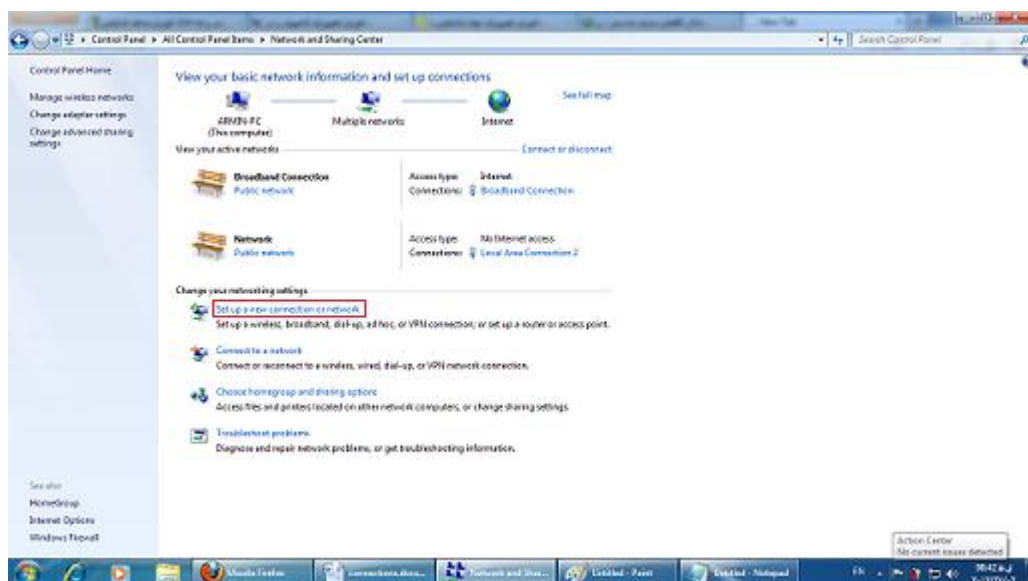 Control Panel ▸ All Control Panel Items ▸ Network and Sharing Center
Search Control Panel
Control Panel Home
Manage wireless networks
Change adapter settings
Change advanced sharing
settings
See also
HomeGroup
Internet Options
Windows Firewall
View your basic network information and set up connections
See full map
ARMIN-PC
(This computer)
Multiple networks
Internet
View your active networks
Connect or disconnect
Broadband Connection
Public network
Access type: Internet
Connections: Broadband Connection
Network
Public network
Access type: No Internet access
Connections: Local Area Connection 2
Change your networking settings
Set up a new connection or network
Set up a wireless, broadband, dial-up, ad hoc, or VPN connection; or set up a router or access point.
Connect to a network
Connect or reconnect to a wireless, wired, dial-up, or VPN network connection.
Choose homegroup and sharing options
Access files and printers located on other network computers, or change sharing settings.
Troubleshoot problems
Diagnose and repair network problems, or get troubleshooting information.
Action Center
No current issues detected
Mozilla Firefox
connections.docx...
Network and Shar...
Untitled - Paint
Untitled - Notepad
EN